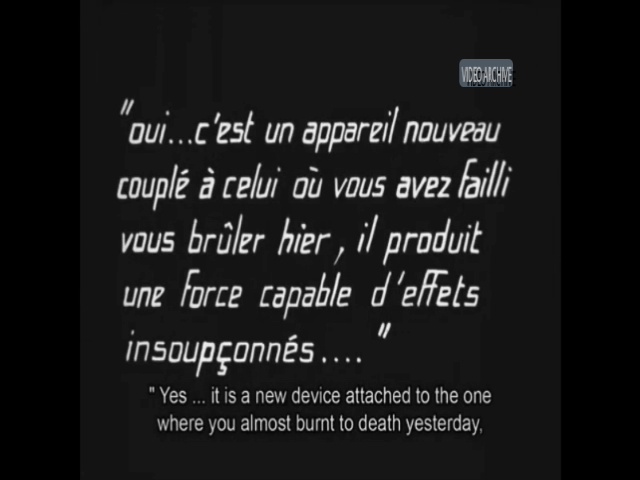 VIDEO ARCHIVE
"oui...c'est un appareil nouveau
couplé à celui où vous avez failli
vous brûler hier, il produit
une force capable d'effets
insoupçonnés.... "
" Yes ... it is a new device attached to the one
where you almost burnt to death yesterday,